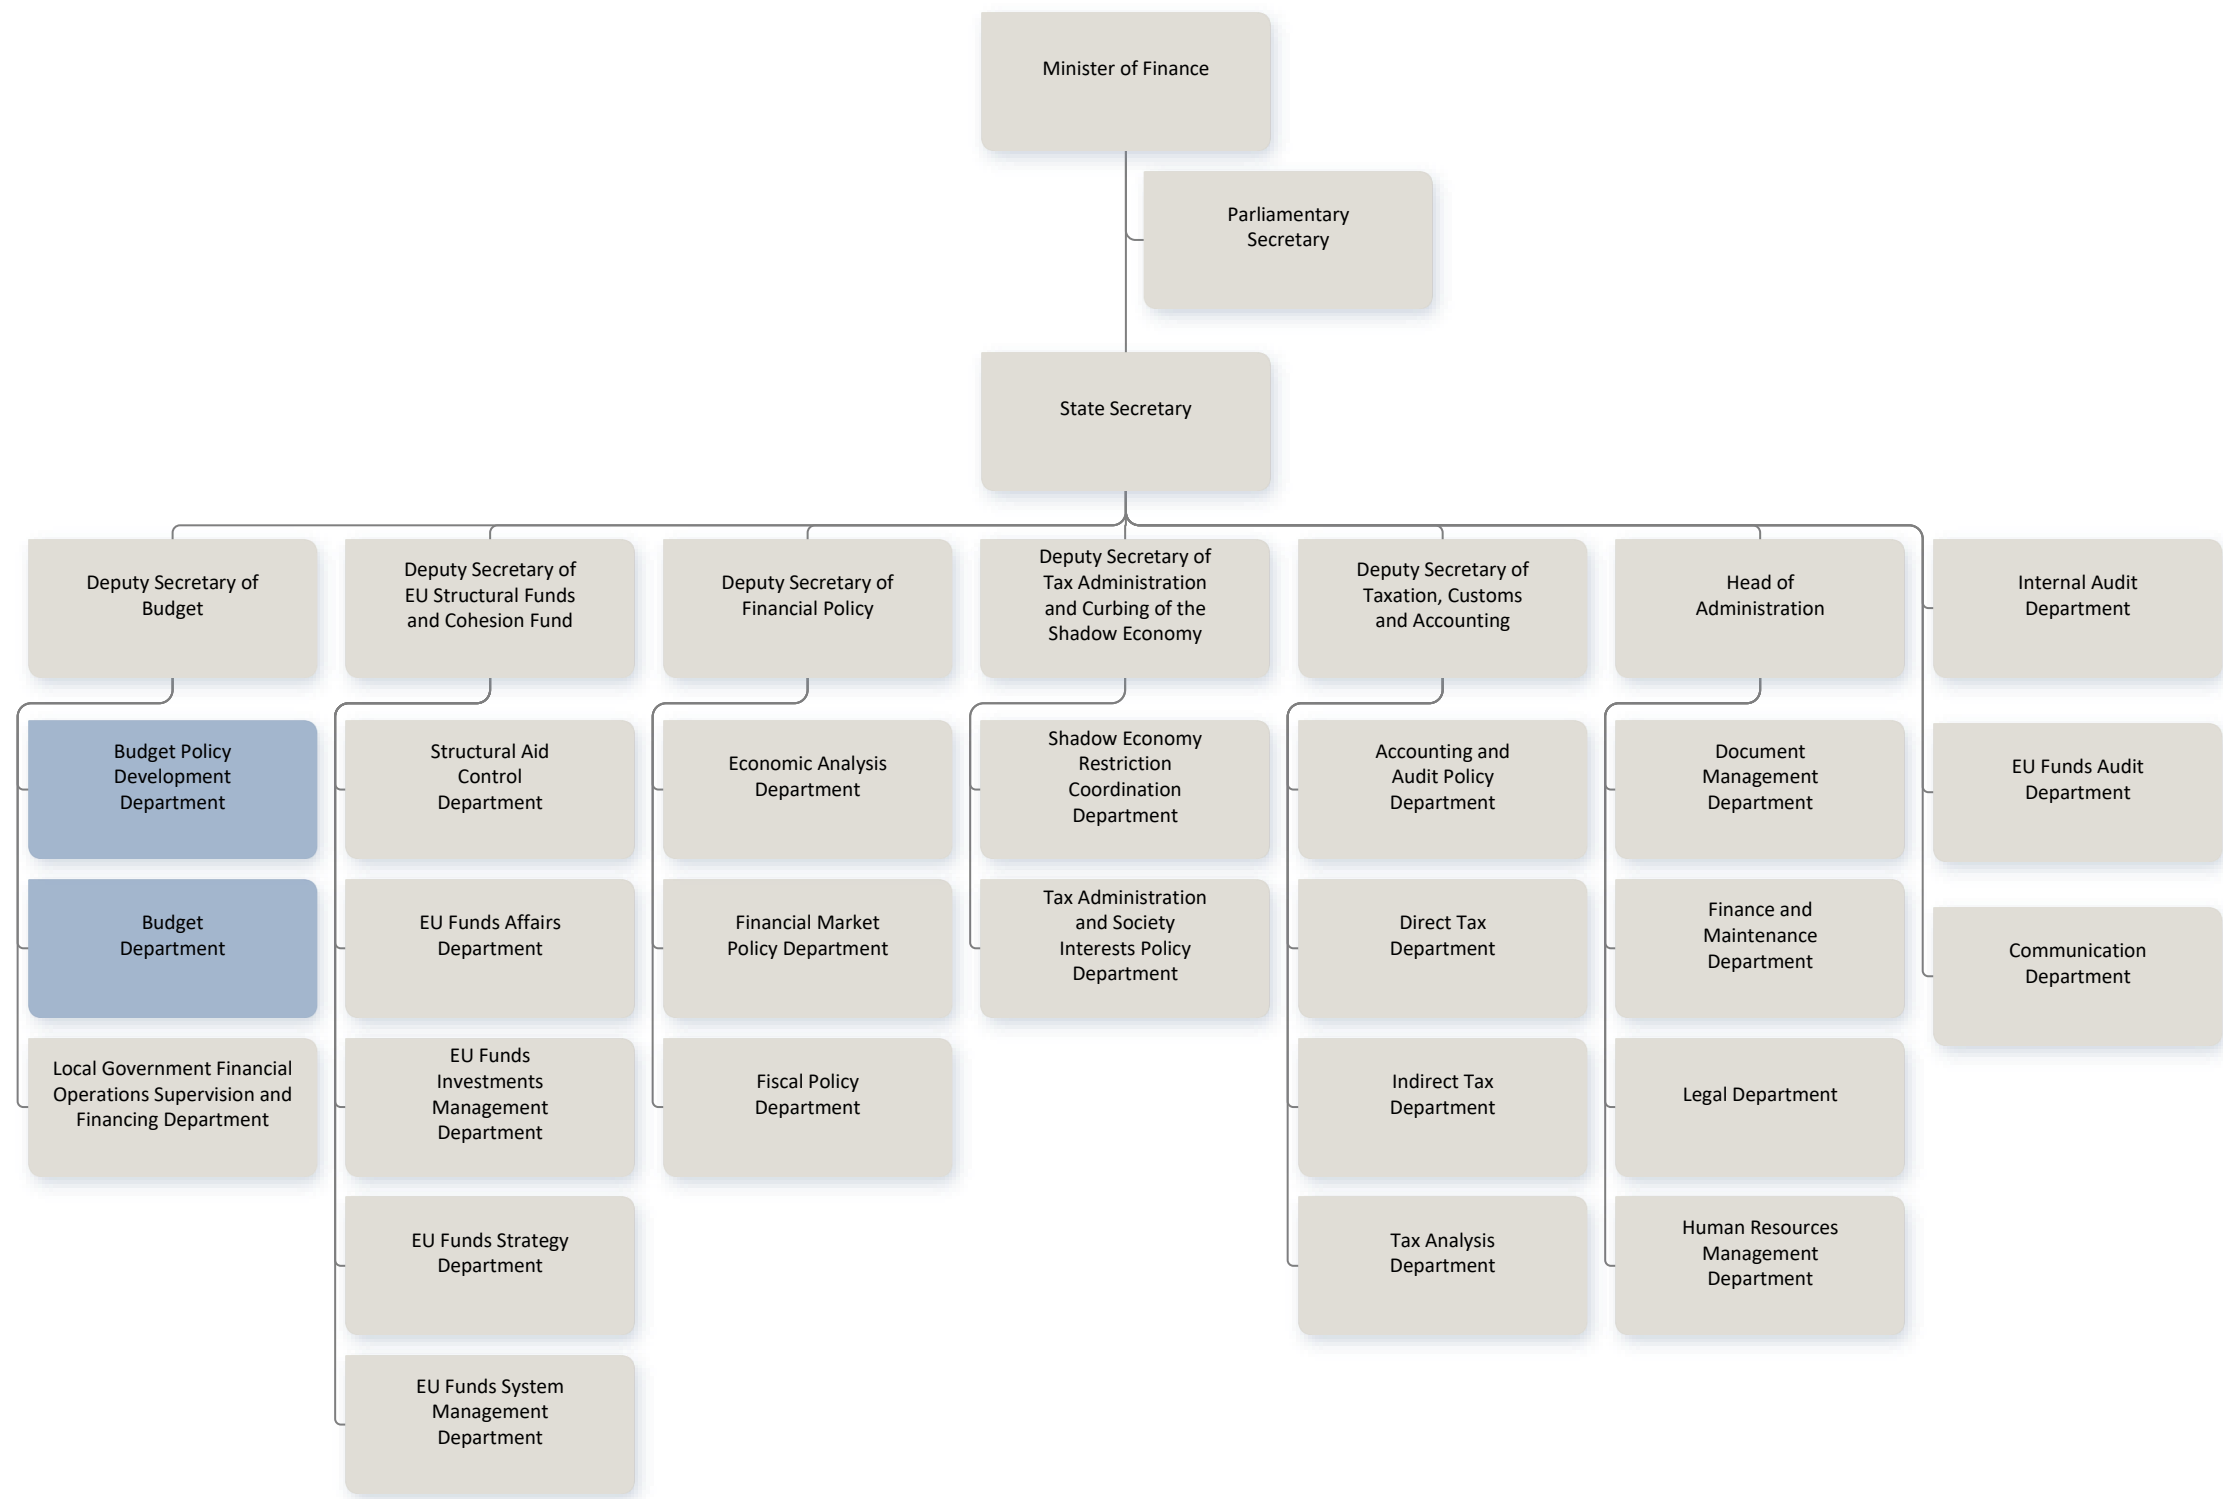 Minister of Finance
Parliamentary
Secretary
State Secretary
Deputy Secretary of
Budget
Deputy Secretary of
EU Structural Funds
and Cohesion Fund
Deputy Secretary of
Financial Policy
Deputy Secretary of
Tax Administration
and Curbing of the
Shadow Economy
Deputy Secretary of
Taxation, Customs
and Accounting
Head of
Administration
Internal Audit
Department
Budget Policy
Development
Department
Structural Aid
Control
Department
Economic Analysis
Department
Shadow Economy
Restriction
Coordination
Department
Accounting and
Audit Policy
Department
Document
Management
Department
EU Funds Audit
Department
Budget
Department
EU Funds Affairs
Department
Financial Market
Policy Department
Tax Administration
and Society
Interests Policy
Department
Direct Tax
Department
Finance and
Maintenance
Department
Communication
Department
Local Government Financial
Operations Supervision and
Financing Department
EU Funds
Investments
Management
Department
Fiscal Policy
Department
Indirect Tax
Department
Legal Department
EU Funds Strategy
Department
Tax Analysis
Department
Human Resources
Management
Department
EU Funds System
Management
Department